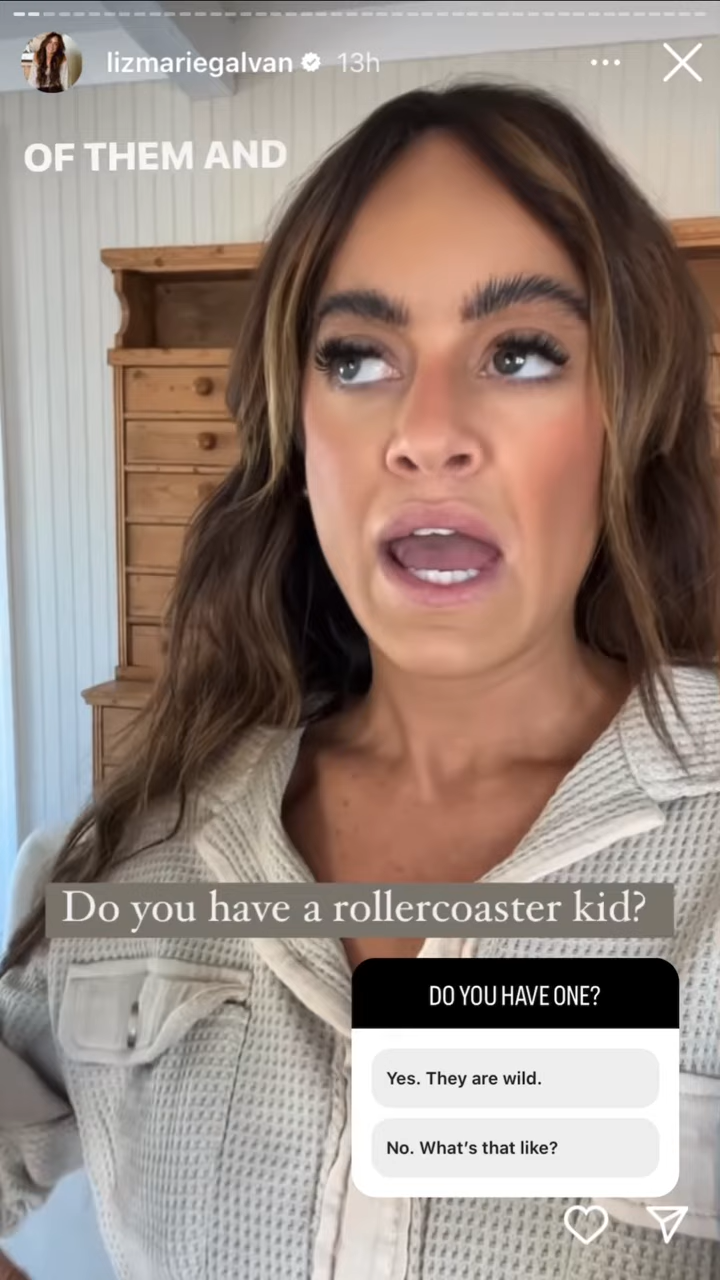 lizmariegalvan 13h
OF THEM AND
Do you have a rollercoaster kid?
DO YOU HAVE ONE?
Yes. They are wild.
No. What’s that like?